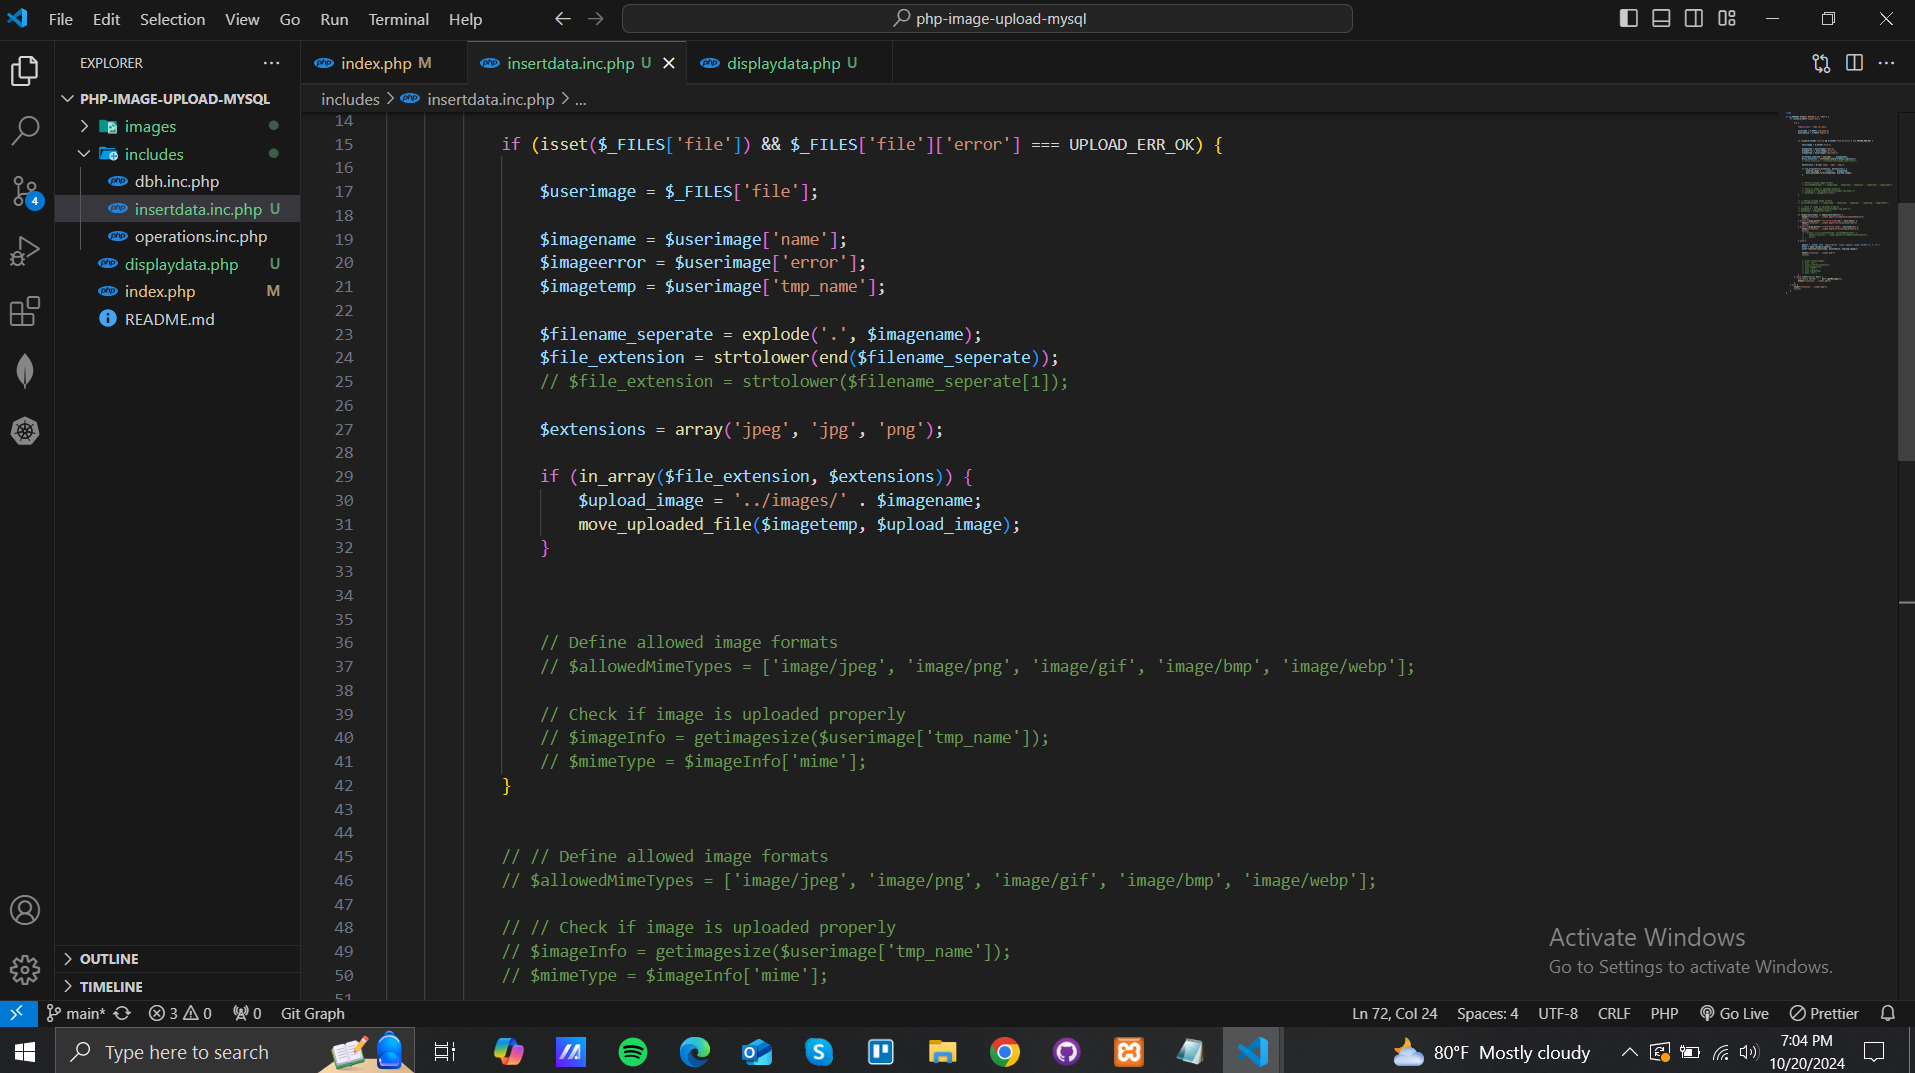 File Edit Selection View Go Run Terminal Help
php-image-upload-mysql
EXPLORER
PHP-IMAGE-UPLOAD-MYSQL
images
includes
dbh.inc.php
insertdata.inc.php U
operations.inc.php
displaydata.php U
index.php M
README.md
OUTLINE
TIMELINE
4
index.php M insertdata.inc.php U displaydata.php U
includes > insertdata.inc.php > ...
14
15 if (isset($_FILES['file']) && $_FILES['file']['error'] === UPLOAD_ERR_OK) {
16
17 $userimage = $_FILES['file'];
18
19 $imagename = $userimage['name'];
20 $imageerror = $userimage['error'];
21 $imagetemp = $userimage['tmp_name'];
22
23 $filename_seperate = explode('.', $imagename);
24 $file_extension = strtolower(end($filename_seperate));
25 // $file_extension = strtolower($filename_seperate[1]);
26
27 $extensions = array('jpeg', 'jpg', 'png');
28
29 if (in_array($file_extension, $extensions)) {
30 $upload_image = '../images/' . $imagename;
31 move_uploaded_file($imagetemp, $upload_image);
32 }
33
34
35
36 // Define allowed image formats
37 // $allowedMimeTypes = ['image/jpeg', 'image/png', 'image/gif', 'image/bmp', 'image/webp'];
38
39 // Check if image is uploaded properly
40 // $imageInfo = getimagesize($userimage['tmp_name']);
41 // $mimeType = $imageInfo['mime'];
42 }
43
44
45 // // Define allowed image formats
46 // $allowedMimeTypes = ['image/jpeg', 'image/png', 'image/gif', 'image/bmp', 'image/webp'];
47
48 // // Check if image is uploaded properly
49 // $imageInfo = getimagesize($userimage['tmp_name']);
50 // $mimeType = $imageInfo['mime'];
51
Activate Windows
Go to Settings to activate Windows.
main* 3 0 0 Git Graph Ln 72, Col 24 Spaces: 4 UTF-8 CRLF PHP Go Live Prettier
Type here to search
80°F Mostly cloudy
7:04 PM
10/20/2024